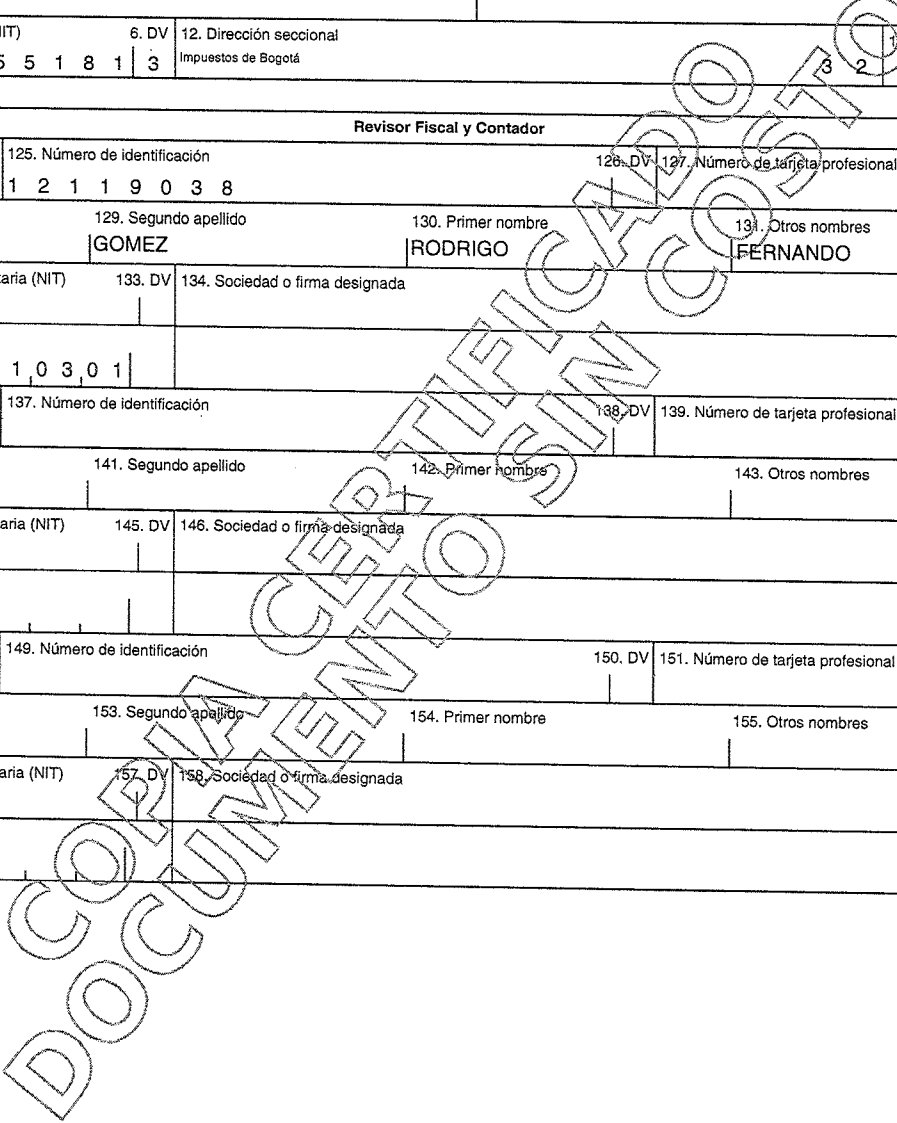 IIT) 6. DV 12. Dirección seccional
5 5 1 8 1 3 Impuestos de Bogotá 3 2
Revisor Fiscal y Contador
125. Número de identificación 126. DV 127. Número de tarjeta profesional
1 2 1 1 9 0 3 8
129. Segundo apellido 130. Primer nombre 131. Otros nombres
GOMEZ RODRIGO FERNANDO
taria (NIT) 133. DV 134. Sociedad o firma designada
1 0 3 0 1
137. Número de identificación 138. DV 139. Número de tarjeta profesional
141. Segundo apellido 142. Primer nombre 143. Otros nombres
aria (NIT) 145. DV 146. Sociedad o firma designada
149. Número de identificación 150. DV 151. Número de tarjeta profesional
153. Segundo apellido 154. Primer nombre 155. Otros nombres
aria (NIT) 157. DV 158. Sociedad o firma designada
COPIA CERTIFICADO
DOCUMENTO SIN COSTO